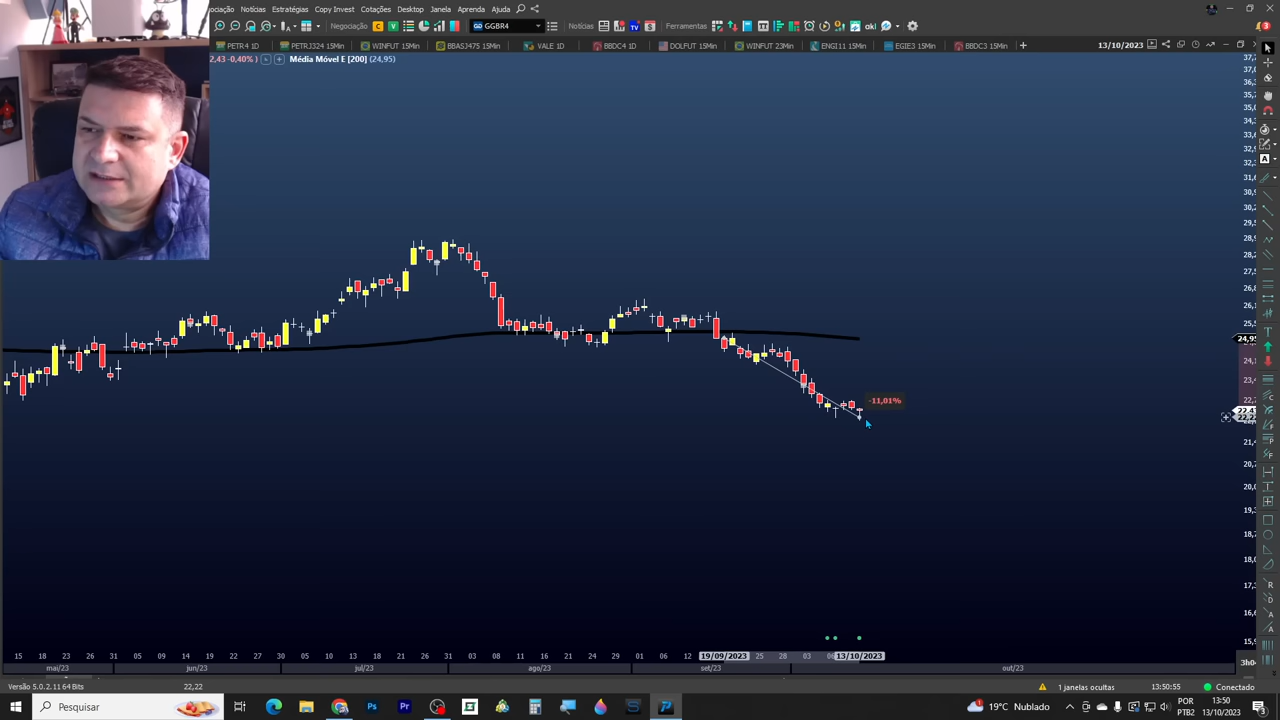 ocação Notícias Estratégias Copy Invest Cotações Desktop Janela Aprenda Ajuda
Negociação GGBR4 Notícias Ferramentas oki
PETR4 1D PETRJ324 15Min WINFUT 15Min BBASJ475 15Min VALE 1D BBDC4 1D DOLFUT 15Min WINFUT 23Min ENGI11 15Min EGIE3 15Min BBDC3 15Min 13/10/2023
2,43 -0,40% ) Média Móvel E [200] (24,95)
24,95
-11,01%
15 18 23 26 31 05 12 15 19 22 27 30 05 10 13 18 21 26 31 03 08 11 16 21 24 29 01 06 12 19/09/2023 25 28 03 13/10/2023
mai/23 jun/23 jul/23 ago/23 set/23 out/23
Versão 5.0.2.11 64 Bits 22,22 1 janelas ocultas 13:50:55 Conectado
Pesquisar 19°C Nublado POR 13:50
PTB2 13/10/2023